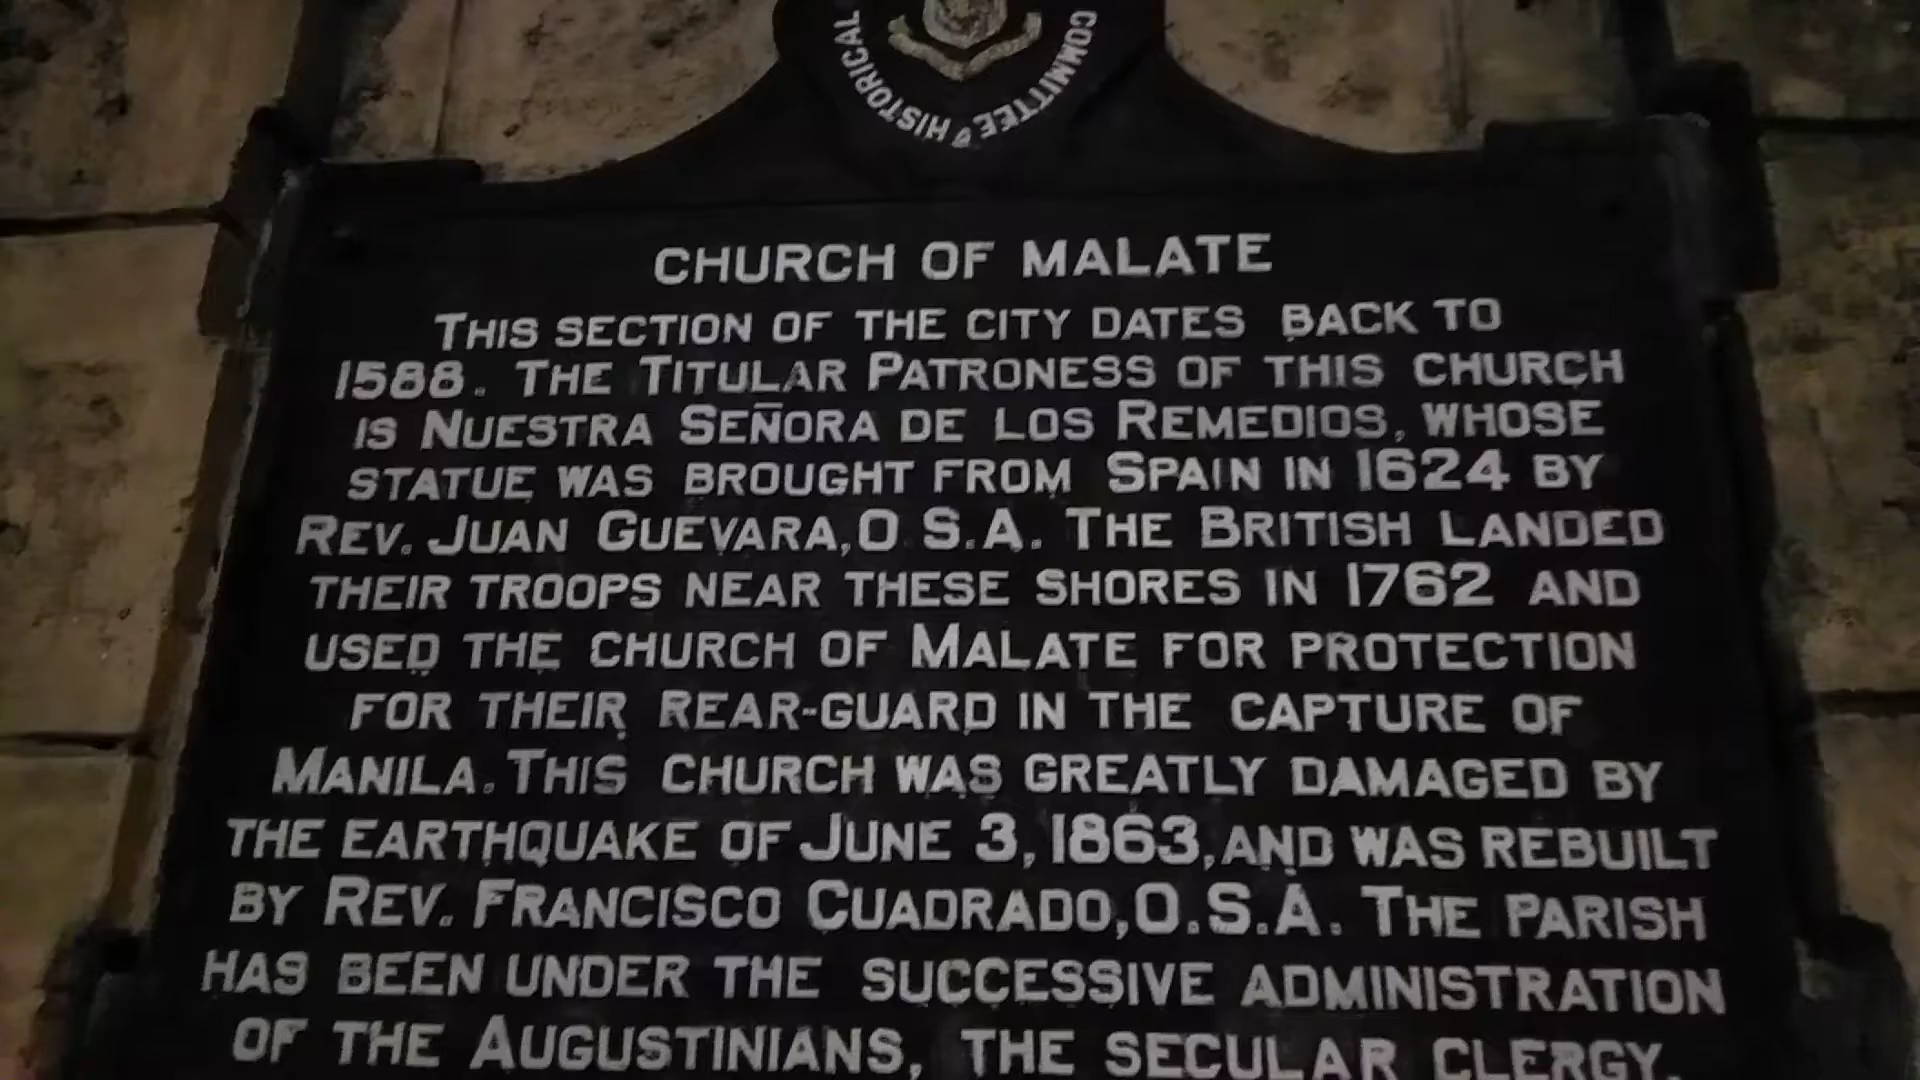 HISTORICAL COMMITTEE
CHURCH OF MALATE
THIS SECTION OF THE CITY DATES BACK TO
1588. THE TITULAR PATRONESS OF THIS CHURCH
IS NUESTRA SEÑORA DE LOS REMEDIOS, WHOSE
STATUE WAS BROUGHT FROM SPAIN IN 1624 BY
REV. JUAN GUEVARA, O S.A. THE BRITISH LANDED
THEIR TROOPS NEAR THESE SHORES IN 1762 AND
USED THE CHURCH OF MALATE FOR PROTECTION
FOR THEIR REAR-GUARD IN THE CAPTURE OF
MANILA. THIS CHURCH WAS GREATLY DAMAGED BY
THE EARTHQUAKE OF JUNE 3, 1863, AND WAS REBUILT
BY REV. FRANCISCO CUADRADO, O.S.A. THE PARISH
HAS BEEN UNDER THE SUCCESSIVE ADMINISTRATION
OF THE AUGUSTINIANS, THE SECULAR CLERGY,